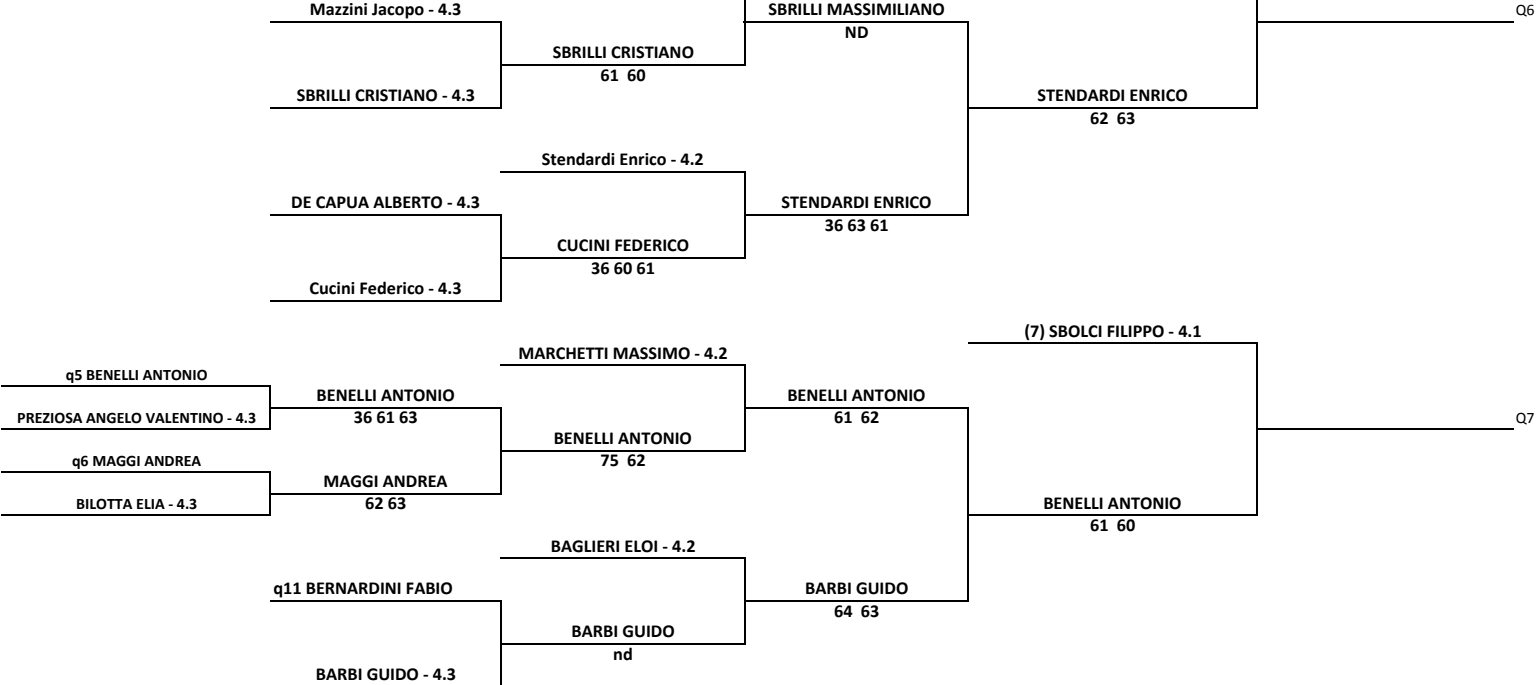 Mazzini Jacopo - 4.3
SBRILLI MASSIMILIANO
Q6
ND
SBRILLI CRISTIANO
61 60
SBRILLI CRISTIANO - 4.3
STENDARDI ENRICO
62 63
Stendardi Enrico - 4.2
DE CAPUA ALBERTO - 4.3
STENDARDI ENRICO
36 63 61
CUCINI FEDERICO
36 60 61
Cucini Federico - 4.3
(7) SBOLCI FILIPPO - 4.1
MARCHETTI MASSIMO - 4.2
q5 BENELLI ANTONIO
BENELLI ANTONIO
36 61 63
BENELLI ANTONIO
61 62
PREZIOSA ANGELO VALENTINO - 4.3
Q7
BENELLI ANTONIO
75 62
q6 MAGGI ANDREA
MAGGI ANDREA
62 63
BILOTTA ELIA - 4.3
BENELLI ANTONIO
61 60
BAGLIERI ELOI - 4.2
q11 BERNARDINI FABIO
BARBI GUIDO
64 63
BARBI GUIDO
nd
BARBI GUIDO - 4.3